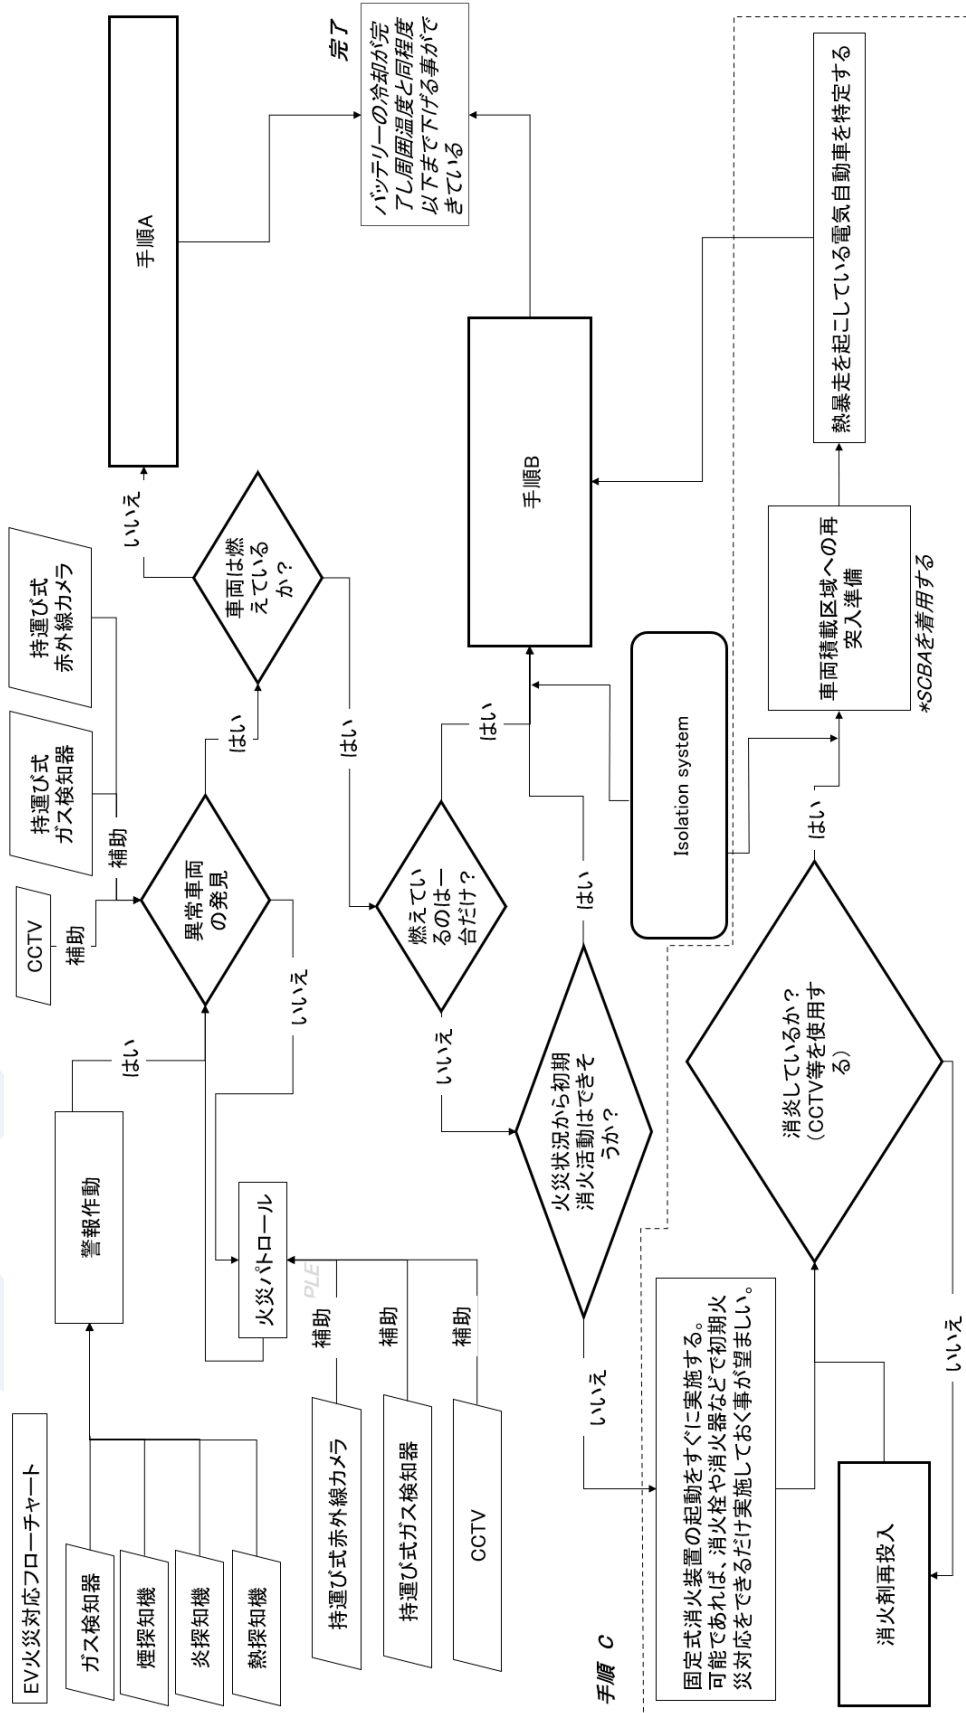 EV火災対応フローチャート
ガス検知器
煙探知機
炎探知機
熱探知機
警報作動
はい
持運び式赤外線カメラ
持運び式ガス検知器
CCTV
補助
補助
補助
火災パトロール
PLE
CCTV
補助
持運び式
ガス検知器
持運び式
赤外線カメラ
補助
異常車両
の発見
いいえ
はい
車両は燃
えている
か?
いいえ
はい
手順A
完了
バッテリーの冷却が完
了し周囲温度と同程度
以下まで下げる事がで
きている
燃えてい
るのは一
台だけ?
はい
いいえ
火災状況から初期
消火活動はできそ
うか?
はい
いいえ
手順B
Isolation system
手順 C
固定式消火装置の起動をすぐに実施する。
可能であれば、消火栓や消火器などで初期火
災対応をできるだけ実施しておく事が望ましい。
消火剤再投入
消炎しているか?
(CCTV等を使用す
る)
いいえ
はい
車両積載区域への再
突入準備
*SCBAを着用する
熱暴走を起こしている電気自動車を特定する